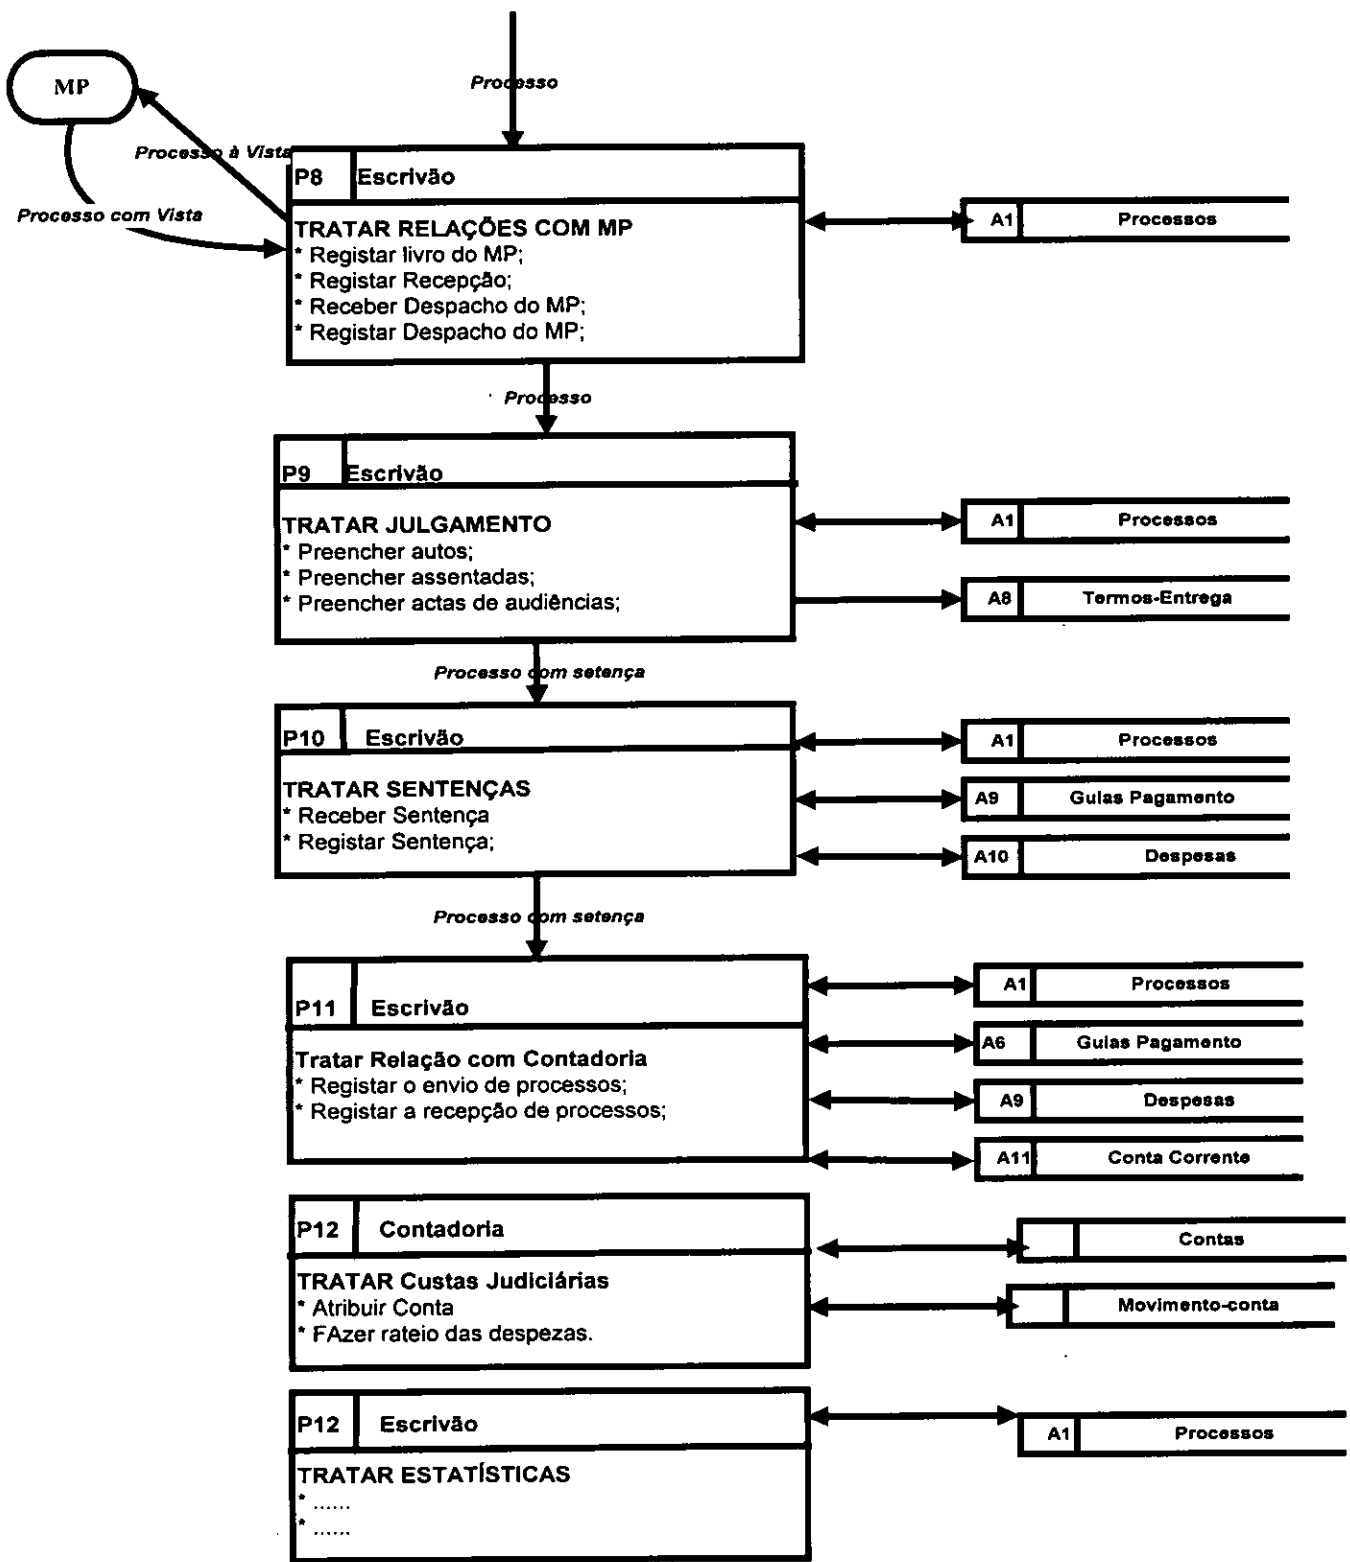 Processo
MP
Processo à Vista
Processo com Vista
P8 Escrivão
TRATAR RELAÇÕES COM MP
* Registar livro do MP;
* Registar Recepção;
* Receber Despacho do MP;
* Registar Despacho do MP;
A1 Processos
Processo
P9 Escrivão
TRATAR JULGAMENTO
* Preencher autos;
* Preencher assentadas;
* Preencher actas de audiências;
A1 Processos
A8 Termos-Entrega
Processo com setença
P10 Escrivão
TRATAR SENTENÇAS
* Receber Sentença
* Registar Sentença;
A1 Processos
A9 Guias Pagamento
A10 Despesas
Processo com setença
P11 Escrivão
Tratar Relação com Contadoria
* Registar o envio de processos;
* Registar a recepção de processos;
A1 Processos
A6 Guias Pagamento
A9 Despesas
A11 Conta Corrente
P12 Contadoria
TRATAR Custas Judiciárias
* Atribuir Conta
* FAzer rateio das despezas.
Contas
Movimento-conta
P12 Escrivão
TRATAR ESTATÍSTICAS
* ......
* ......
A1 Processos